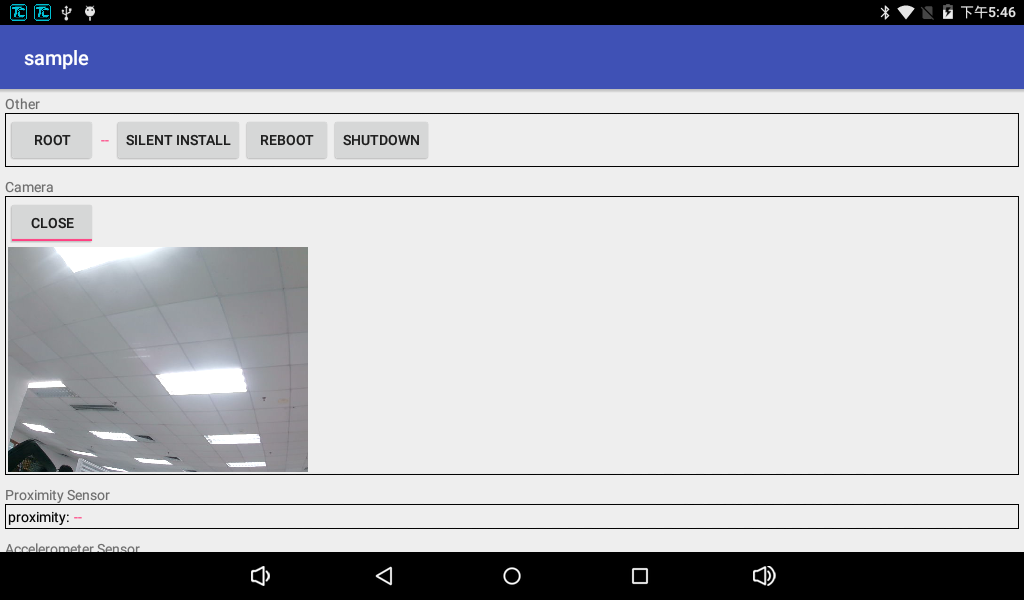 下午5:46
sample
Other
ROOT -- SILENT INSTALL REBOOT SHUTDOWN
Camera
CLOSE
Proximity Sensor
proximity: --
Accelerometer Sensor